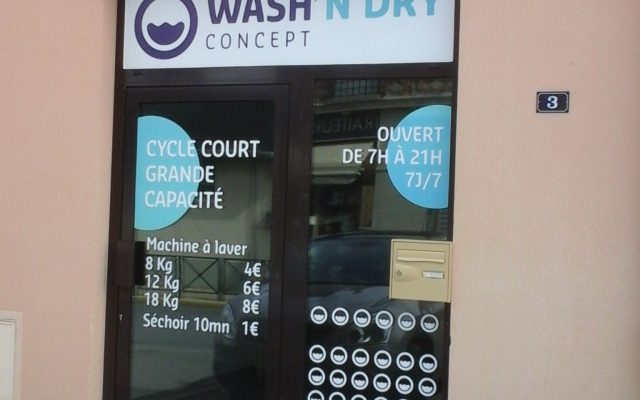 WASH'N DRY
CONCEPT
CYCLE COURT
GRANDE
CAPACITÉ
Machine à laver
8 Kg 4€
12 Kg 6€
18 Kg 8€
Séchoir 10mn 1€
OUVERT
DE 7H À 21H
7J/7
TRAITEUR
3